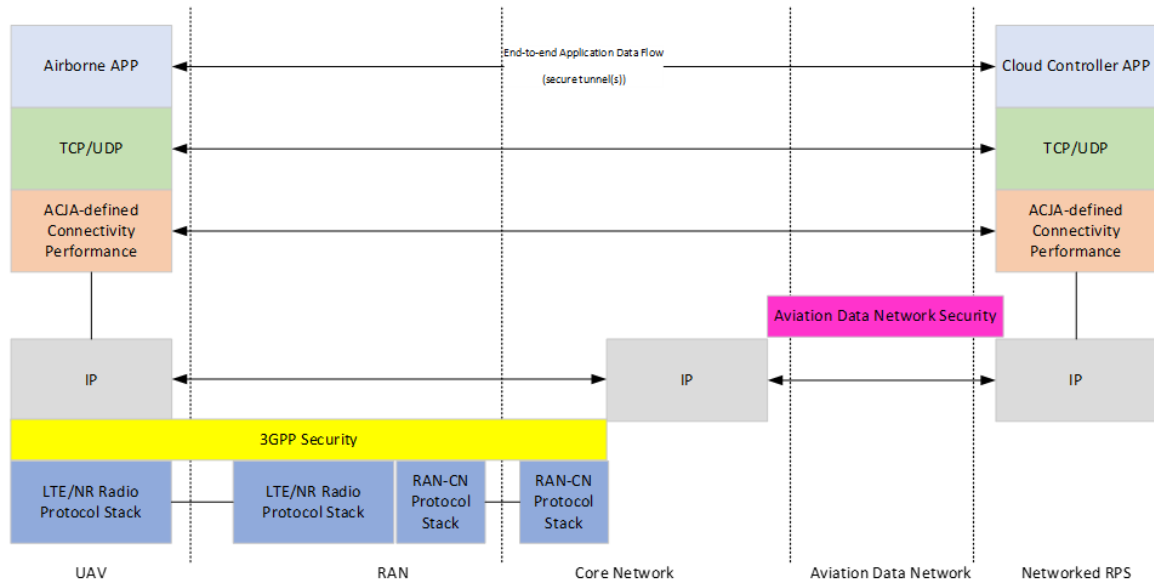 Airborne APP
End-to-end Application Data Flow
(secure tunnel(s))
Cloud Controller APP
TCP/UDP
TCP/UDP
ACJA-defined
Connectivity
Performance
ACJA-defined
Connectivity
Performance
Aviation Data Network Security
IP
IP
IP
3GPP Security
LTE/NR Radio
Protocol Stack
LTE/NR Radio
Protocol Stack
RAN-CN
Protocol
Stack
RAN-CN
Protocol
Stack
UAV
RAN
Core Network
Aviation Data Network
Networked RPS